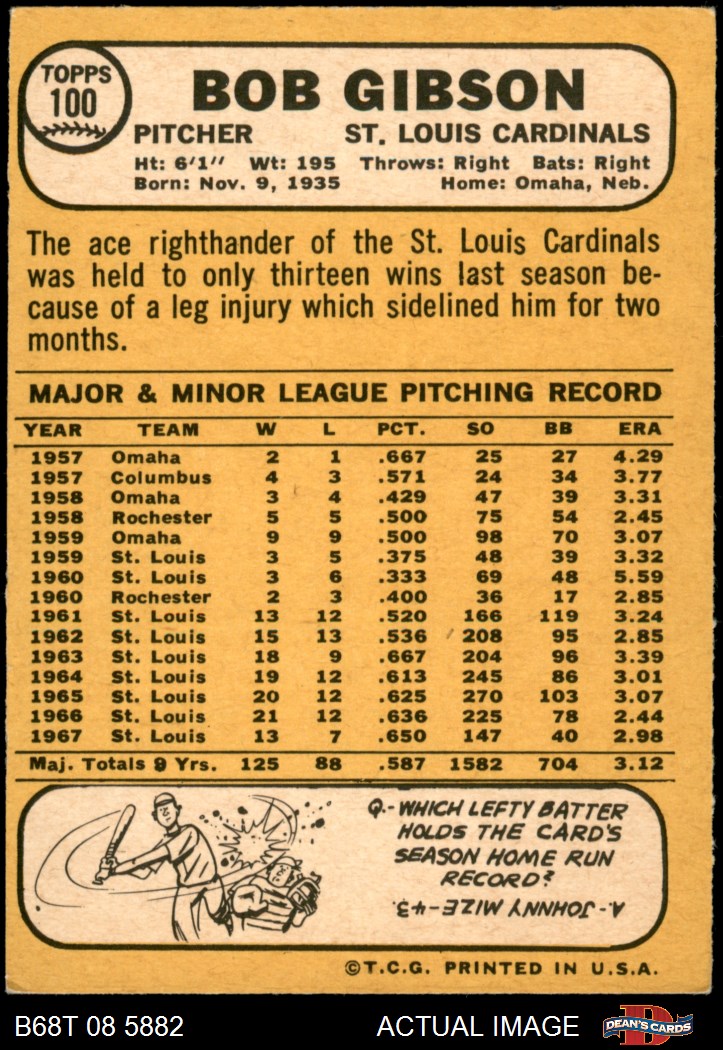 TOPPS
100
BOB GIBSON
PITCHER ST. LOUIS CARDINALS
Ht: 6'1" Wt: 195 Throws: Right Bats: Right
Born: Nov. 9, 1935 Home: Omaha, Neb.
The ace righthander of the St. Louis Cardinals
was held to only thirteen wins last season be-
cause of a leg injury which sidelined him for two
months.
MAJOR & MINOR LEAGUE PITCHING RECORD
YEAR TEAM W L PCT. SO BB ERA
1957 Omaha 2 1 .667 25 27 4.29
1957 Columbus 4 3 .571 24 34 3.77
1958 Omaha 3 4 .429 47 39 3.31
1958 Rochester 5 5 .500 75 54 2.45
1959 Omaha 9 9 .500 98 70 3.07
1959 St. Louis 3 5 .375 48 39 3.32
1960 St. Louis 3 6 .333 69 48 5.59
1960 Rochester 2 3 .400 36 17 2.85
1961 St. Louis 13 12 .520 166 119 3.24
1962 St. Louis 15 13 .536 208 95 2.85
1963 St. Louis 18 9 .667 204 96 3.39
1964 St. Louis 19 12 .613 245 86 3.01
1965 St. Louis 20 12 .625 270 103 3.07
1966 St. Louis 21 12 .636 225 78 2.44
1967 St. Louis 13 7 .650 147 40 2.98
Maj. Totals 9 Yrs. 125 88 .587 1582 704 3.12
Q.-WHICH LEFTY BATTER
HOLDS THE CARD'S
SEASON HOME RUN
RECORD?
A.-JOHNNY MIZE-43.
©T.C.G. PRINTED IN U.S.A.
B68T 08 5882 ACTUAL IMAGE DEAN'S CARDS